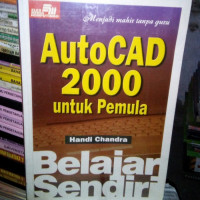 Menjadi mahir tanpa guru
AutoCAD
2000
untuk Pemula
Handi Chandra
Belajar
Sendiri